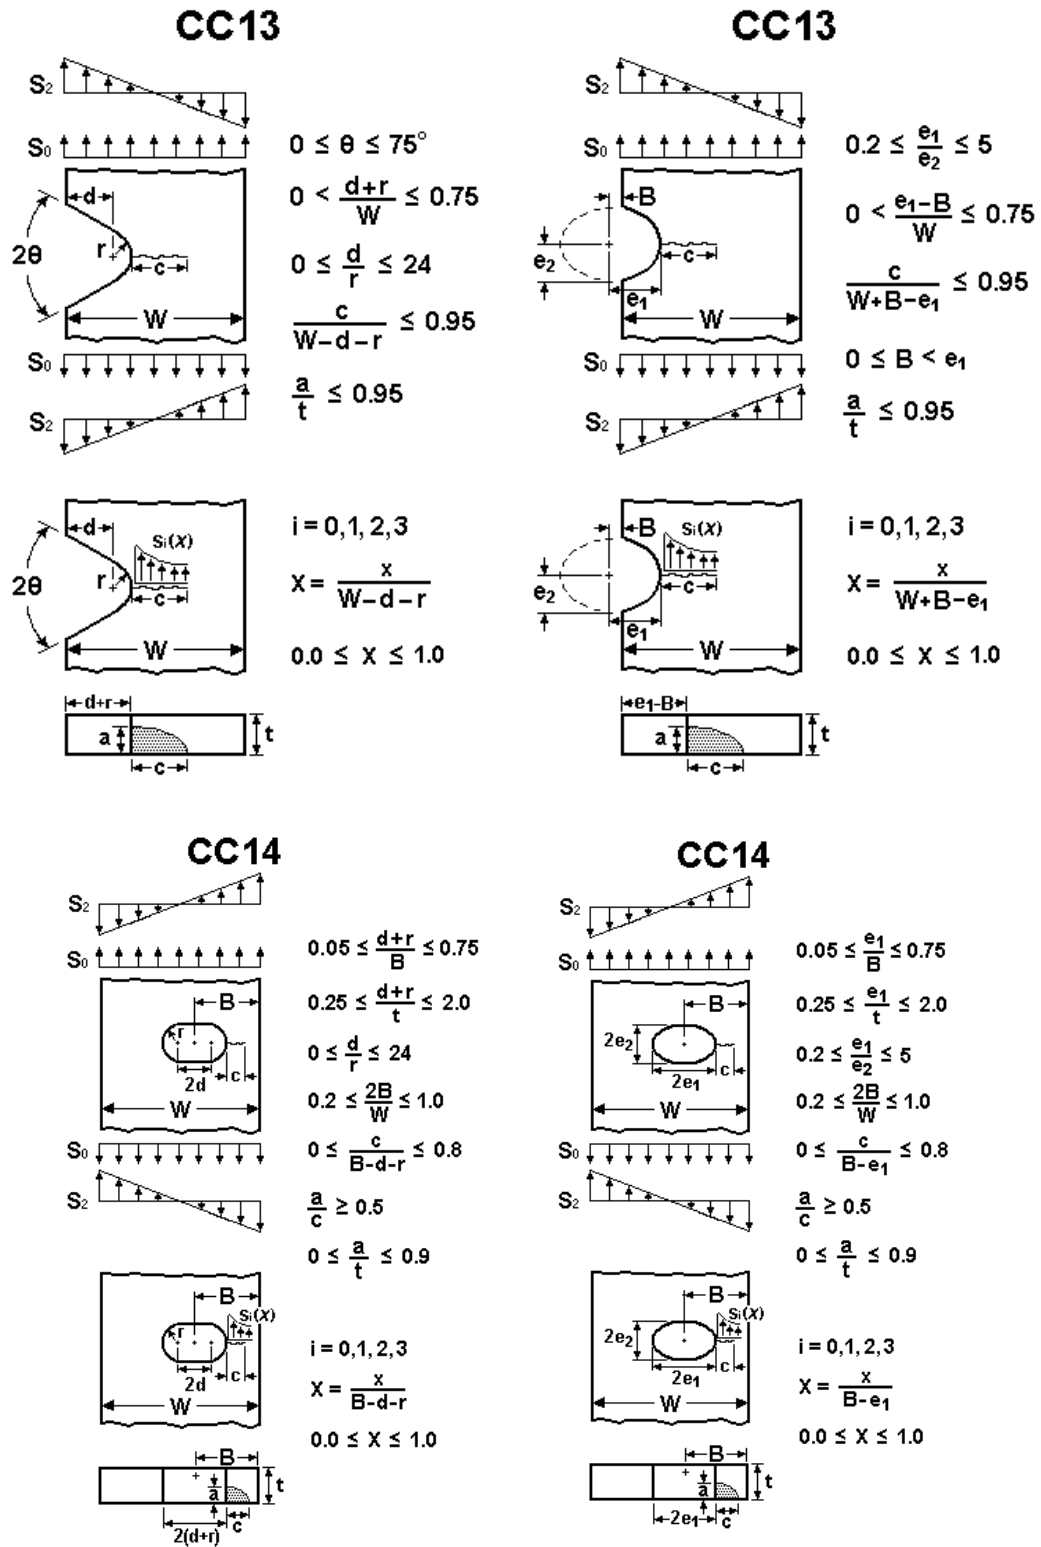 CC13
S2
S0
0 ≤ θ ≤ 75°
0 < d+r/W ≤ 0.75
0 ≤ d/r ≤ 24
c/W-d-r ≤ 0.95
a/t ≤ 0.95
d
r
2θ
c
W
S0
S2
d
r
2θ
si(x)
c
W
i = 0,1,2,3
X = x/W-d-r
0.0 ≤ X ≤ 1.0
d+r
a
t
c
CC13
S2
S0
0.2 ≤ e1/e2 ≤ 5
0 < e1-B/W ≤ 0.75
c/W+B-e1 ≤ 0.95
0 ≤ B < e1
a/t ≤ 0.95
B
c
e2
e1
W
S0
S2
B
si(x)
c
e2
e1
W
i = 0,1,2,3
X = x/W+B-e1
0.0 ≤ X ≤ 1.0
e1-B
a
t
c
CC14
S2
S0
0.05 ≤ d+r/B ≤ 0.75
0.25 ≤ d+r/t ≤ 2.0
0 ≤ d/r ≤ 24
0.2 ≤ 2B/W ≤ 1.0
0 ≤ c/B-d-r ≤ 0.8
a/c ≥ 0.5
0 ≤ a/t ≤ 0.9
B
r
2d
c
W
S0
S2
B
si(x)
r
2d
c
W
i = 0,1,2,3
X = x/B-d-r
0.0 ≤ X ≤ 1.0
B
a
t
2(d+r)
c
CC14
S2
S0
0.05 ≤ e1/B ≤ 0.75
0.25 ≤ e1/t ≤ 2.0
0.2 ≤ e1/e2 ≤ 5
0.2 ≤ 2B/W ≤ 1.0
0 ≤ c/B-e1 ≤ 0.8
a/c ≥ 0.5
0 ≤ a/t ≤ 0.9
B
2e2
2e1
c
W
S0
S2
B
si(x)
2e2
2e1
c
W
i = 0,1,2,3
X = x/B-e1
0.0 ≤ X ≤ 1.0
B
a
t
2e1
c